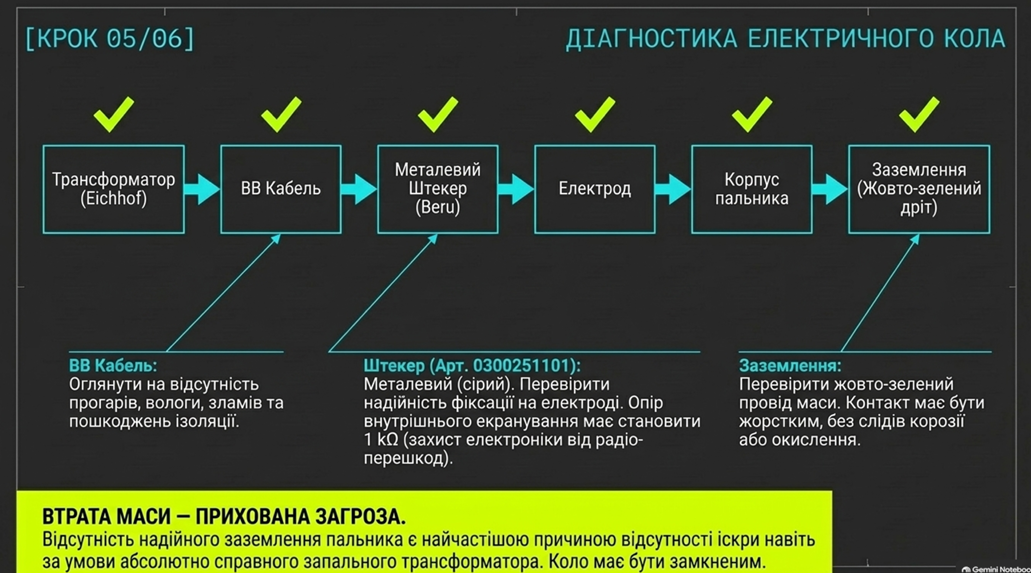 [КРОК 05/06]
ДІАГНОСТИКА ЕЛЕКТРИЧНОГО КОЛА
Трансформатор
(Eichhof)
ВВ Кабель
Металевий
Штекер
(Beru)
Електрод
Корпус
пальника
Заземлення
(Жовто-зелений
дріт)
ВВ Кабель:
Оглянути на відсутність
прогарів, вологи, зламів та
пошкоджень ізоляції.
Штекер (Арт. 0300251101):
Металевий (сірий). Перевірити
надійність фіксації на електроді. Опір
внутрішнього екранування має становити
1 kΩ (захист електроніки від радіо-
перешкод).
Заземлення:
Перевірити жовто-зелений
провід маси. Контакт має бути
жорстким, без слідів корозії
або окислення.
ВТРАТА МАСИ — ПРИХОВАНА ЗАГРОЗА.
Відсутність надійного заземлення пальника є найчастішою причиною відсутності іскри навіть
за умови абсолютно справного запального трансформатора. Коло має бути замкненим.
Gemini Notebook